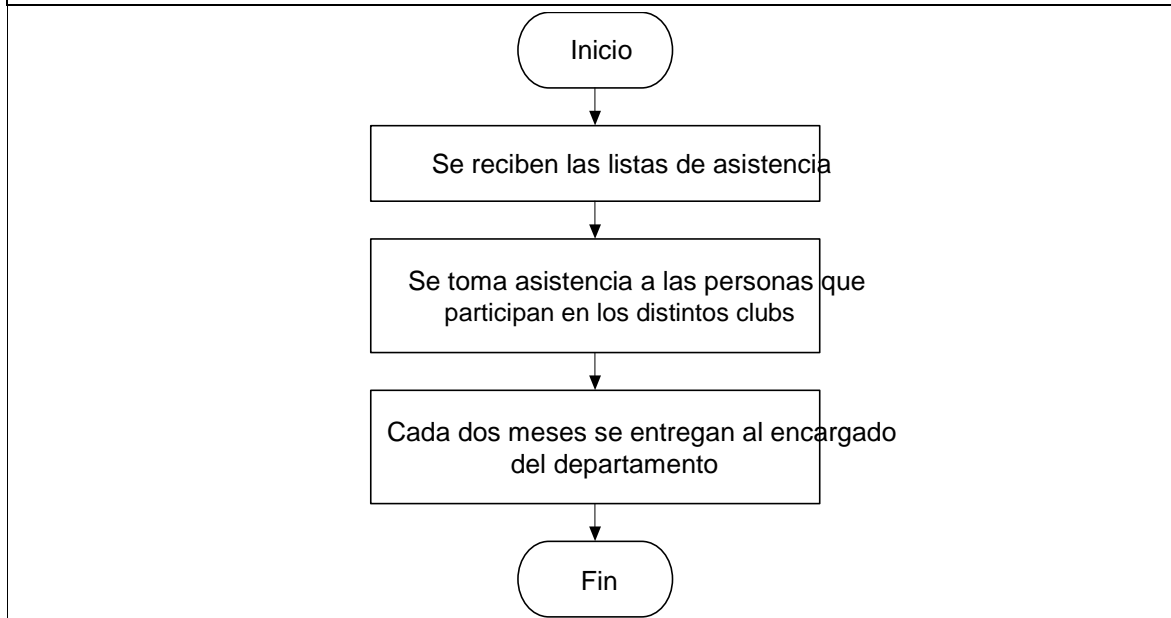 Inicio
Se reciben las listas de asistencia
Se toma asistencia a las personas que
participan en los distintos clubs
Cada dos meses se entregan al encargado
del departamento
Fin